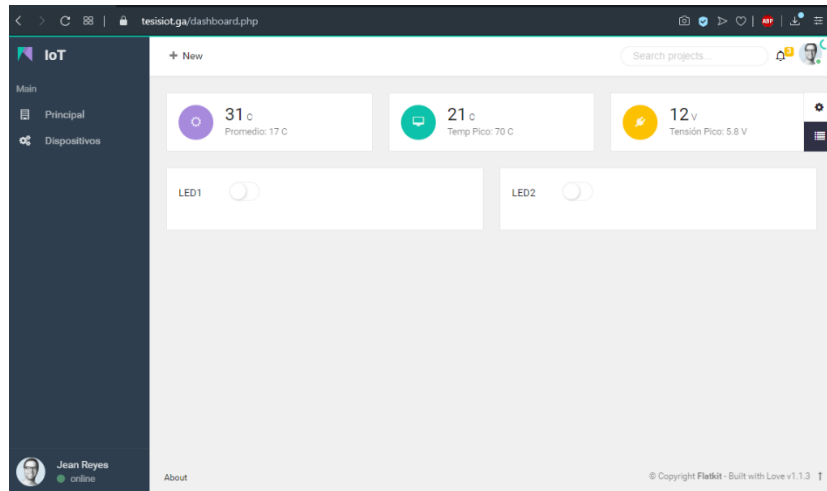 tesisiot.ga/dashboard.php
ABP
IoT
+ New
Search projects...
3
Main
Principal
Dispositivos
31 c
Promedio: 17 C
21 c
Temp Pico: 70 C
12 v
Tensión Pico: 5.8 V
LED1
LED2
Jean Reyes
online
About
© Copyright Flatkit - Built with Love v1.1.3